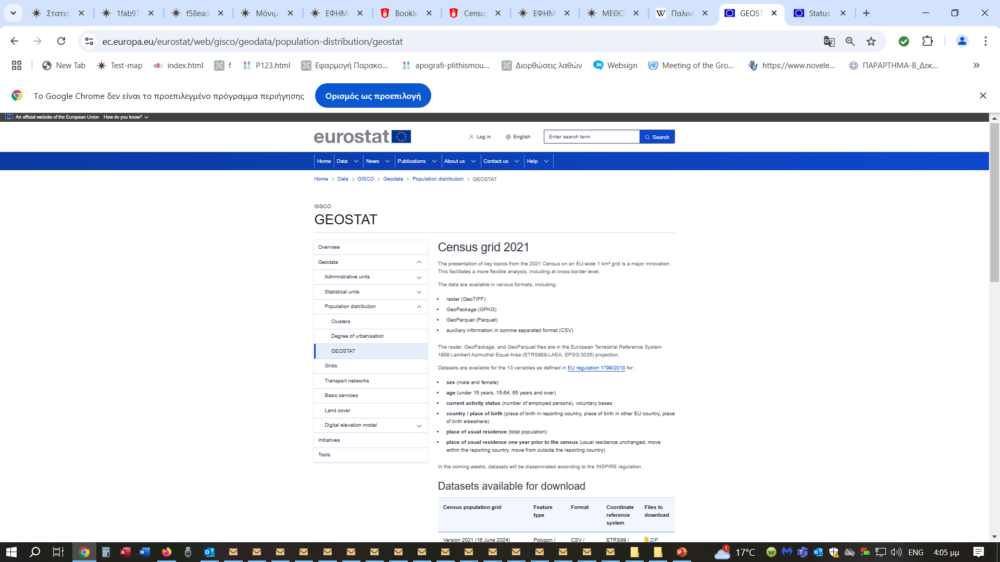 Στατισ
1fab97
f58ead
Μόνιμ
ΕΦΗΜ
Bookle
Census
ΕΦΗΜ
ΜΕΘΟ
Παλινδ
GEOST
Status
ec.europa.eu/eurostat/web/gisco/geodata/population-distribution/geostat
New Tab
Test-map
index.html
f
P123.html
Εφαρμογή Παρακο...
apografi-plithismou...
Διορθώσεις λαθών
Websign
Meeting of the Gro...
https://www.novele...
ΠΑΡΑΡΤΗΜΑ-Β_Δεκ...
Το Google Chrome δεν είναι το προεπιλεγμένο πρόγραμμα περιήγησης
Ορισμός ως προεπιλογή
An official website of the European Union How do you know?
eurostat
Log in
English
Enter search term
Search
Home
Data
News
Publications
About us
Contact us
Help
Home > Data > GISCO > Geodata > Population distribution > GEOSTAT
GISCO
GEOSTAT
Overview
Geodata
Administrative units
Statistical units
Population distribution
Clusters
Degree of urbanisation
GEOSTAT
Grids
Transport networks
Basic services
Land cover
Digital elevation model
Initiatives
Tools
Census grid 2021
The presentation of key topics from the 2021 Census on an EU-wide 1 km² grid is a major innovation.
This facilitates a more flexible analysis, including at cross-border level.
The data are available in various formats, including:
• raster (GeoTIFF)
• GeoPackage (GPKG)
• GeoParquet (Parquet)
• auxiliary information in comma separated format (CSV)
The raster, GeoPackage, and GeoParquet files are in the European Terrestrial Reference System
1989 Lambert Azimuthal Equal Area (ETRS989-LAEA, EPSG:3035) projection.
Datasets are available for the 13 variables as defined in EU regulation 1799/2018 for:
• sex (male and female)
• age (under 15 years, 15-64, 65 years and over)
• current activity status (number of employed persons), voluntary bases
• country / place of birth (place of birth in reporting country, place of birth in other EU country, place
of birth elsewhere)
• place of usual residence (total population)
• place of usual residence one year prior to the census (usual residence unchanged, move
within the reporting country, move from outside the reporting country)
In the coming weeks, datasets will be disseminated according to the INSPIRE regulation.
Datasets available for download
Census population grid
Feature
type
Format
Coordinate
reference
system
Files to
download
Version 2021 (16 June 2024)
Polygon /
CSV /
ETRS89 /
ZIP
1
17°C
ENG
4:05 μμ